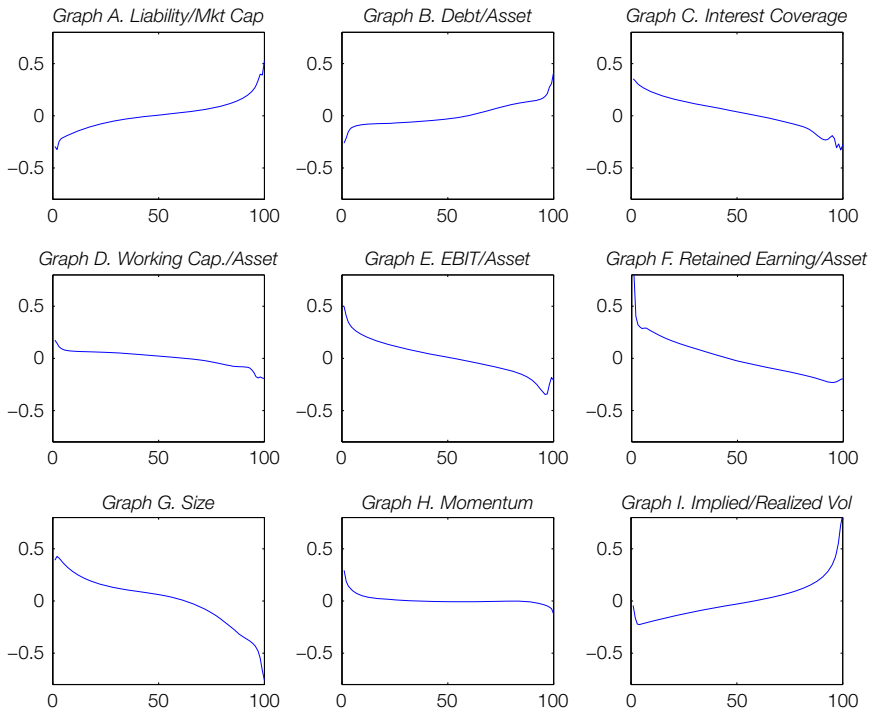 Graph A. Liability/Mkt Cap
0.5
0
−0.5
0 50 100
Graph B. Debt/Asset
0.5
0
−0.5
0 50 100
Graph C. Interest Coverage
0.5
0
−0.5
0 50 100
Graph D. Working Cap./Asset
0.5
0
−0.5
0 50 100
Graph E. EBIT/Asset
0.5
0
−0.5
0 50 100
Graph F. Retained Earning/Asset
0.5
0
−0.5
0 50 100
Graph G. Size
0.5
0
−0.5
0 50 100
Graph H. Momentum
0.5
0
−0.5
0 50 100
Graph I. Implied/Realized Vol
0.5
0
−0.5
0 50 100